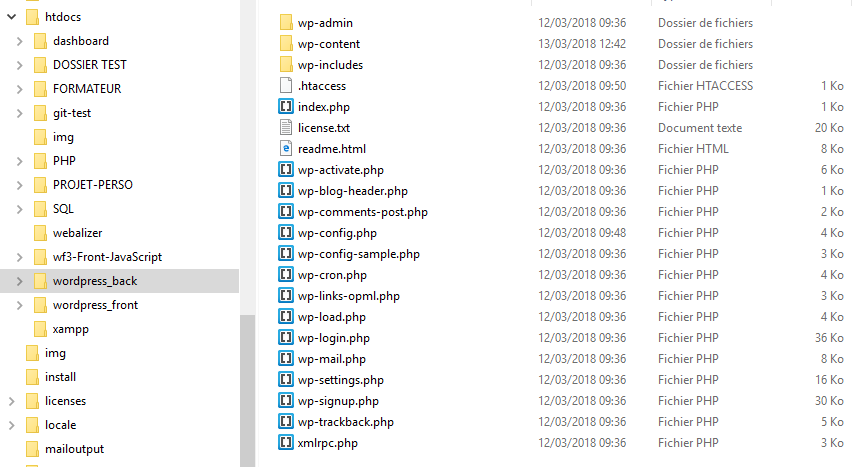 htdocs
dashboard
DOSSIER TEST
FORMATEUR
git-test
img
PHP
PROJET-PERSO
SQL
webalizer
wf3-Front-JavaScript
wordpress_back
wordpress_front
xampp
img
install
licenses
locale
mailoutput
wp-admin 12/03/2018 09:36 Dossier de fichiers
wp-content 13/03/2018 12:42 Dossier de fichiers
wp-includes 12/03/2018 09:36 Dossier de fichiers
.htaccess 12/03/2018 09:50 Fichier HTACCESS 1 Ko
index.php 12/03/2018 09:36 Fichier PHP 1 Ko
license.txt 12/03/2018 09:36 Document texte 20 Ko
readme.html 12/03/2018 09:36 Fichier HTML 8 Ko
wp-activate.php 12/03/2018 09:36 Fichier PHP 6 Ko
wp-blog-header.php 12/03/2018 09:36 Fichier PHP 1 Ko
wp-comments-post.php 12/03/2018 09:36 Fichier PHP 2 Ko
wp-config.php 12/03/2018 09:48 Fichier PHP 4 Ko
wp-config-sample.php 12/03/2018 09:36 Fichier PHP 3 Ko
wp-cron.php 12/03/2018 09:36 Fichier PHP 4 Ko
wp-links-opml.php 12/03/2018 09:36 Fichier PHP 3 Ko
wp-load.php 12/03/2018 09:36 Fichier PHP 4 Ko
wp-login.php 12/03/2018 09:36 Fichier PHP 36 Ko
wp-mail.php 12/03/2018 09:36 Fichier PHP 8 Ko
wp-settings.php 12/03/2018 09:36 Fichier PHP 16 Ko
wp-signup.php 12/03/2018 09:36 Fichier PHP 30 Ko
wp-trackback.php 12/03/2018 09:36 Fichier PHP 5 Ko
xmlrpc.php 12/03/2018 09:36 Fichier PHP 3 Ko